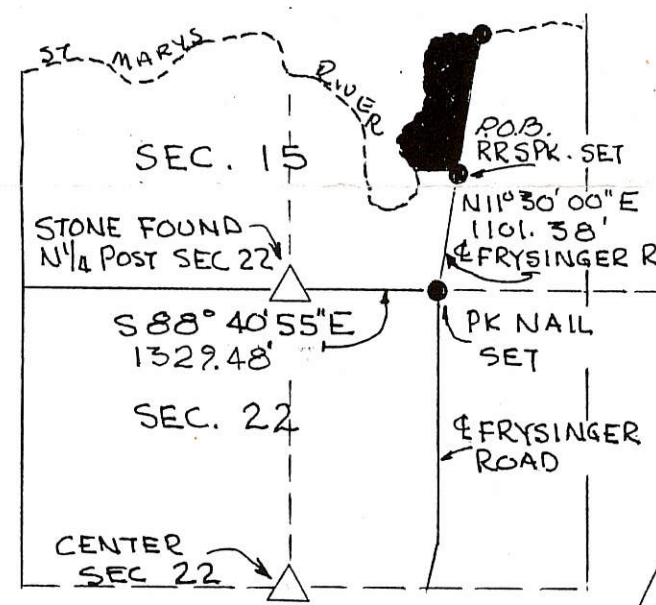 ST. MARYS RIVER
SEC. 15
P.O.B.
RRSPK. SET
STONE FOUND
N¼ POST SEC 22
N11° 30' 00" E
1101. 38'
℄ FRYSINGER R
S 88° 40' 55" E
1329.48'
PK NAIL
SET
SEC. 22
℄ FRYSINGER
ROAD
CENTER
SEC 22